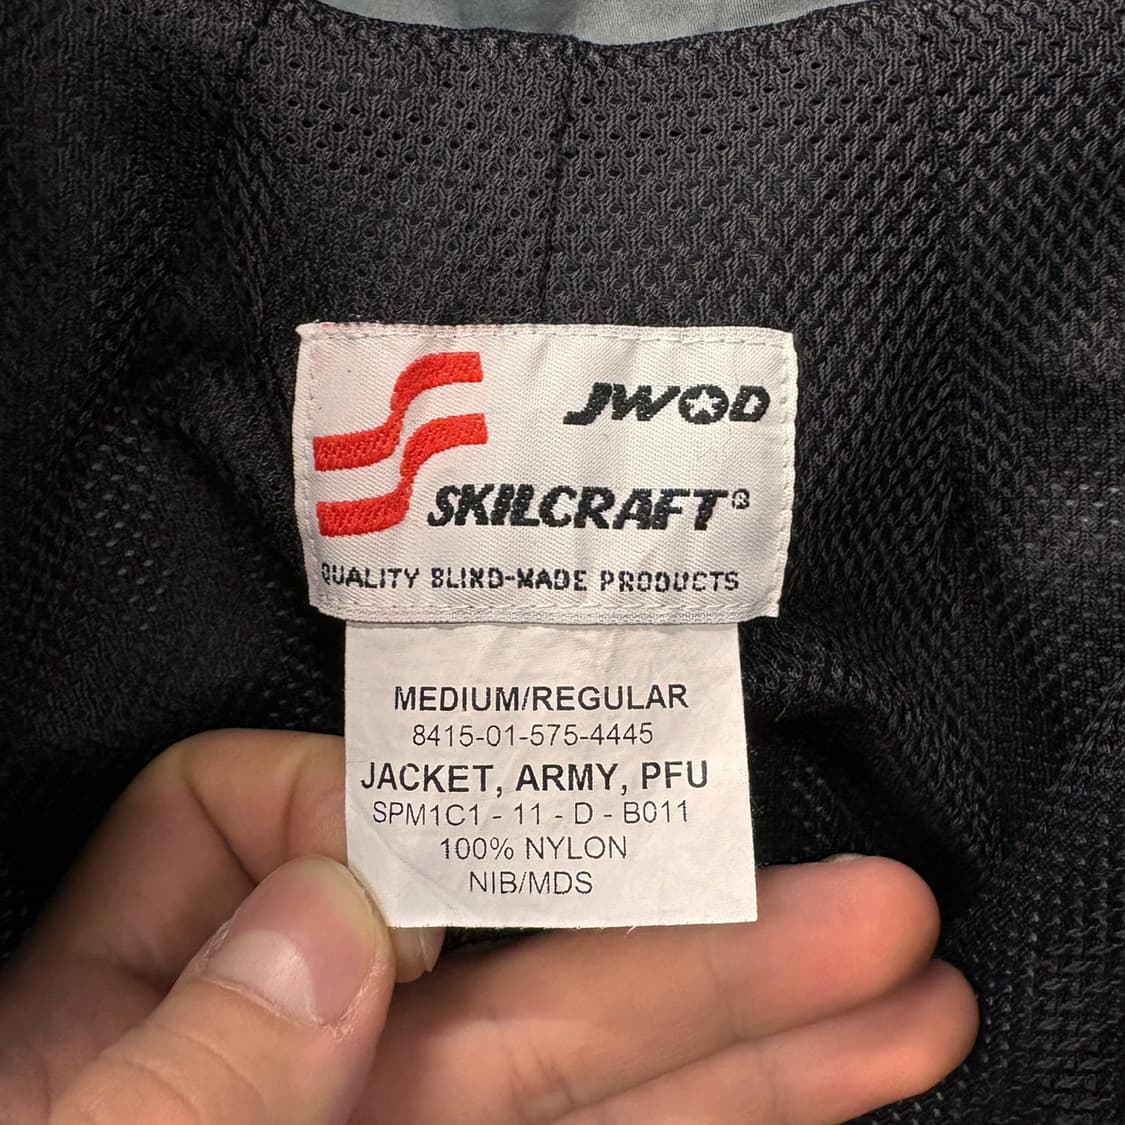 JWOD
SKILCRAFT®
QUALITY BLIND-MADE PRODUCTS
MEDIUM/REGULAR
8415-01-575-4445
JACKET, ARMY, PFU
SPM1C1 - 11 - D - B011
100% NYLON
NIB/MDS